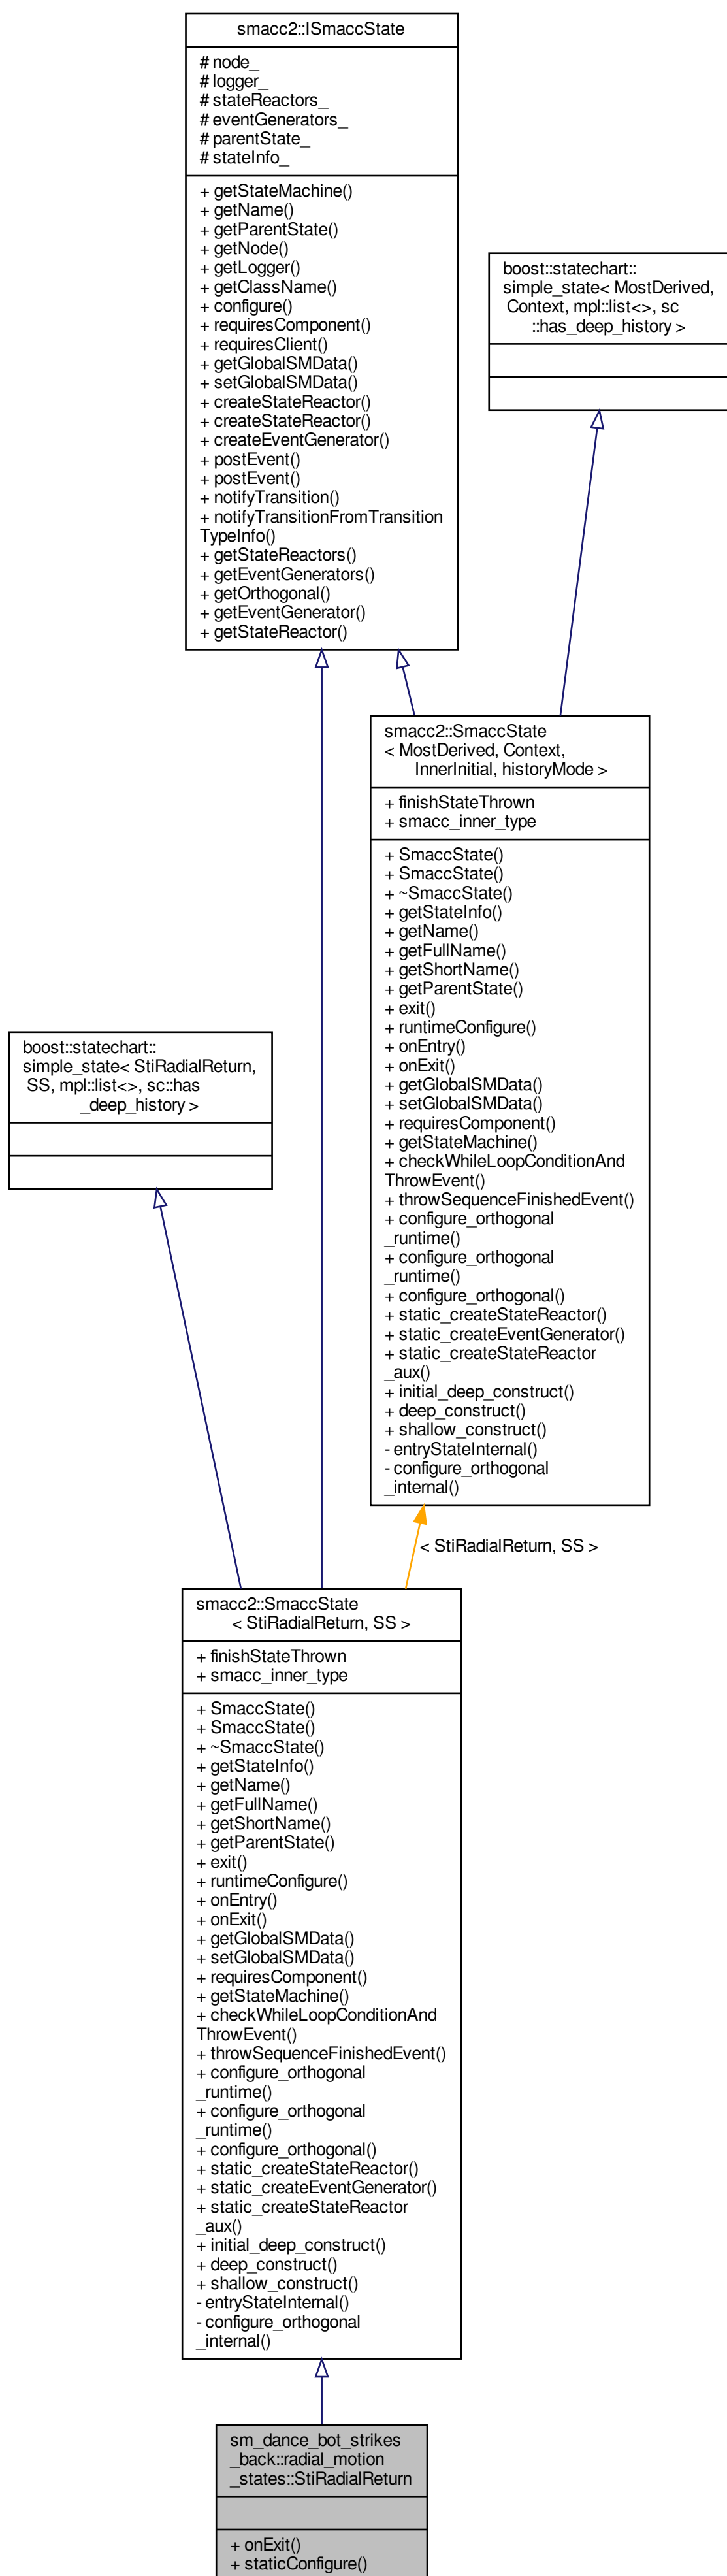 smacc2::ISmaccState
# node_
# logger_
# stateReactors_
# eventGenerators_
# parentState_
# stateInfo_
+ getStateMachine()
+ getName()
+ getParentState()
+ getNode()
+ getLogger()
+ getClassName()
+ configure()
+ requiresComponent()
+ requiresClient()
+ getGlobalSMData()
+ setGlobalSMData()
+ createStateReactor()
+ createStateReactor()
+ createEventGenerator()
+ postEvent()
+ postEvent()
+ notifyTransition()
+ notifyTransitionFromTransition
TypeInfo()
+ getStateReactors()
+ getEventGenerators()
+ getOrthogonal()
+ getEventGenerator()
+ getStateReactor()
boost::statechart::
simple_state< MostDerived,
Context, mpl::list<>, sc
::has_deep_history >
smacc2::SmaccState
< MostDerived, Context,
InnerInitial, historyMode >
+ finishStateThrown
+ smacc_inner_type
+ SmaccState()
+ SmaccState()
+ ~SmaccState()
+ getStateInfo()
+ getName()
+ getFullName()
+ getShortName()
+ getParentState()
+ exit()
+ runtimeConfigure()
+ onEntry()
+ onExit()
+ getGlobalSMData()
+ setGlobalSMData()
+ requiresComponent()
+ getStateMachine()
+ checkWhileLoopConditionAnd
ThrowEvent()
+ throwSequenceFinishedEvent()
+ configure_orthogonal
_runtime()
+ configure_orthogonal
_runtime()
+ configure_orthogonal()
+ static_createStateReactor()
+ static_createEventGenerator()
+ static_createStateReactor
_aux()
+ initial_deep_construct()
+ deep_construct()
+ shallow_construct()
- entryStateInternal()
- configure_orthogonal
_internal()
boost::statechart::
simple_state< StiRadialReturn,
SS, mpl::list<>, sc::has
_deep_history >
< StiRadialReturn, SS >
smacc2::SmaccState
< StiRadialReturn, SS >
+ finishStateThrown
+ smacc_inner_type
+ SmaccState()
+ SmaccState()
+ ~SmaccState()
+ getStateInfo()
+ getName()
+ getFullName()
+ getShortName()
+ getParentState()
+ exit()
+ runtimeConfigure()
+ onEntry()
+ onExit()
+ getGlobalSMData()
+ setGlobalSMData()
+ requiresComponent()
+ getStateMachine()
+ checkWhileLoopConditionAnd
ThrowEvent()
+ throwSequenceFinishedEvent()
+ configure_orthogonal
_runtime()
+ configure_orthogonal
_runtime()
+ configure_orthogonal()
+ static_createStateReactor()
+ static_createEventGenerator()
+ static_createStateReactor
_aux()
+ initial_deep_construct()
+ deep_construct()
+ shallow_construct()
- entryStateInternal()
- configure_orthogonal
_internal()
sm_dance_bot_strikes
_back::radial_motion
_states::StiRadialReturn
+ onExit()
+ staticConfigure()